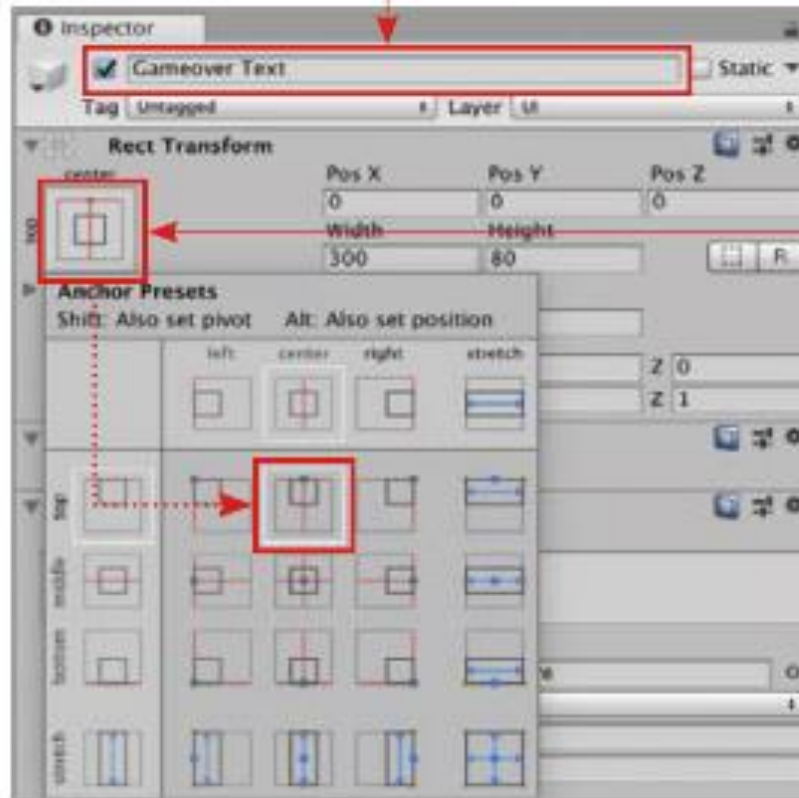 Inspector
Gameover Text
Static
Tag Untagged Layer UI
Rect Transform
center
Pos X Pos Y Pos Z
0 0 0
top
Width Height
300 80
R
Anchor Presets
Shift: Also set pivot Alt: Also set position
left center right stretch
Z 0
Z 1
top
middle
bottom
stretch